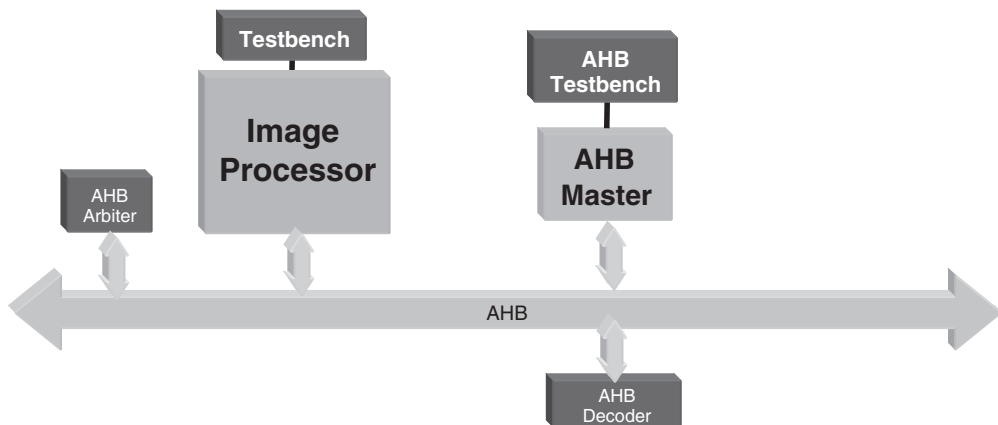 Testbench
Image
Processor
AHB
Testbench
AHB
Master
AHB
Arbiter
AHB
AHB
Decoder